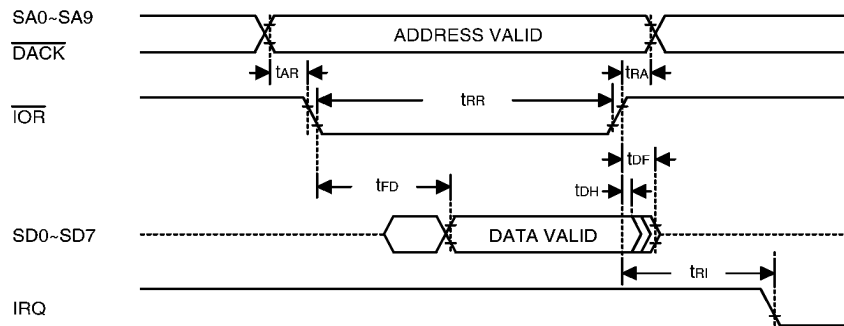 SA0~SA9
DACK
ADDRESS VALID
tAR
tRA
IOR
tRR
tDF
tFD
tDH
SD0~SD7
DATA VALID
tRI
IRQ